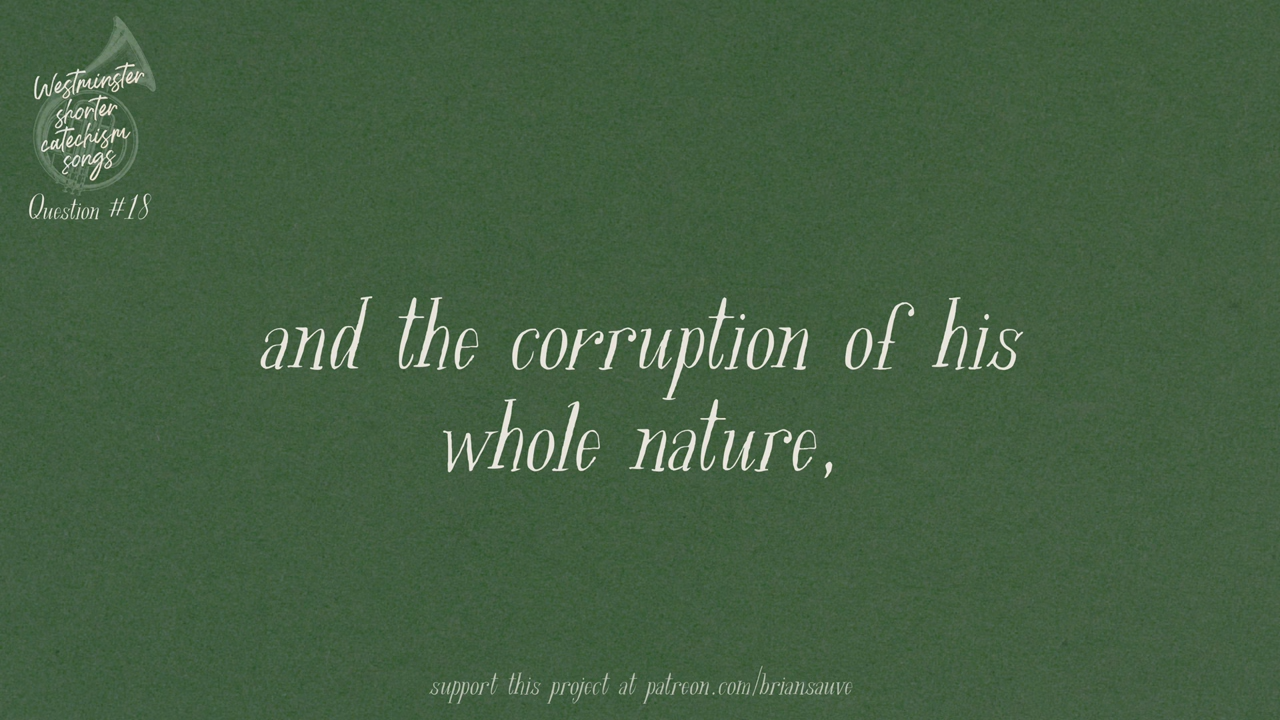 Westminster
shorter
catechism
songs
Question #18
and the corruption of his
whole nature,
support this project at patreon.com/briansauve